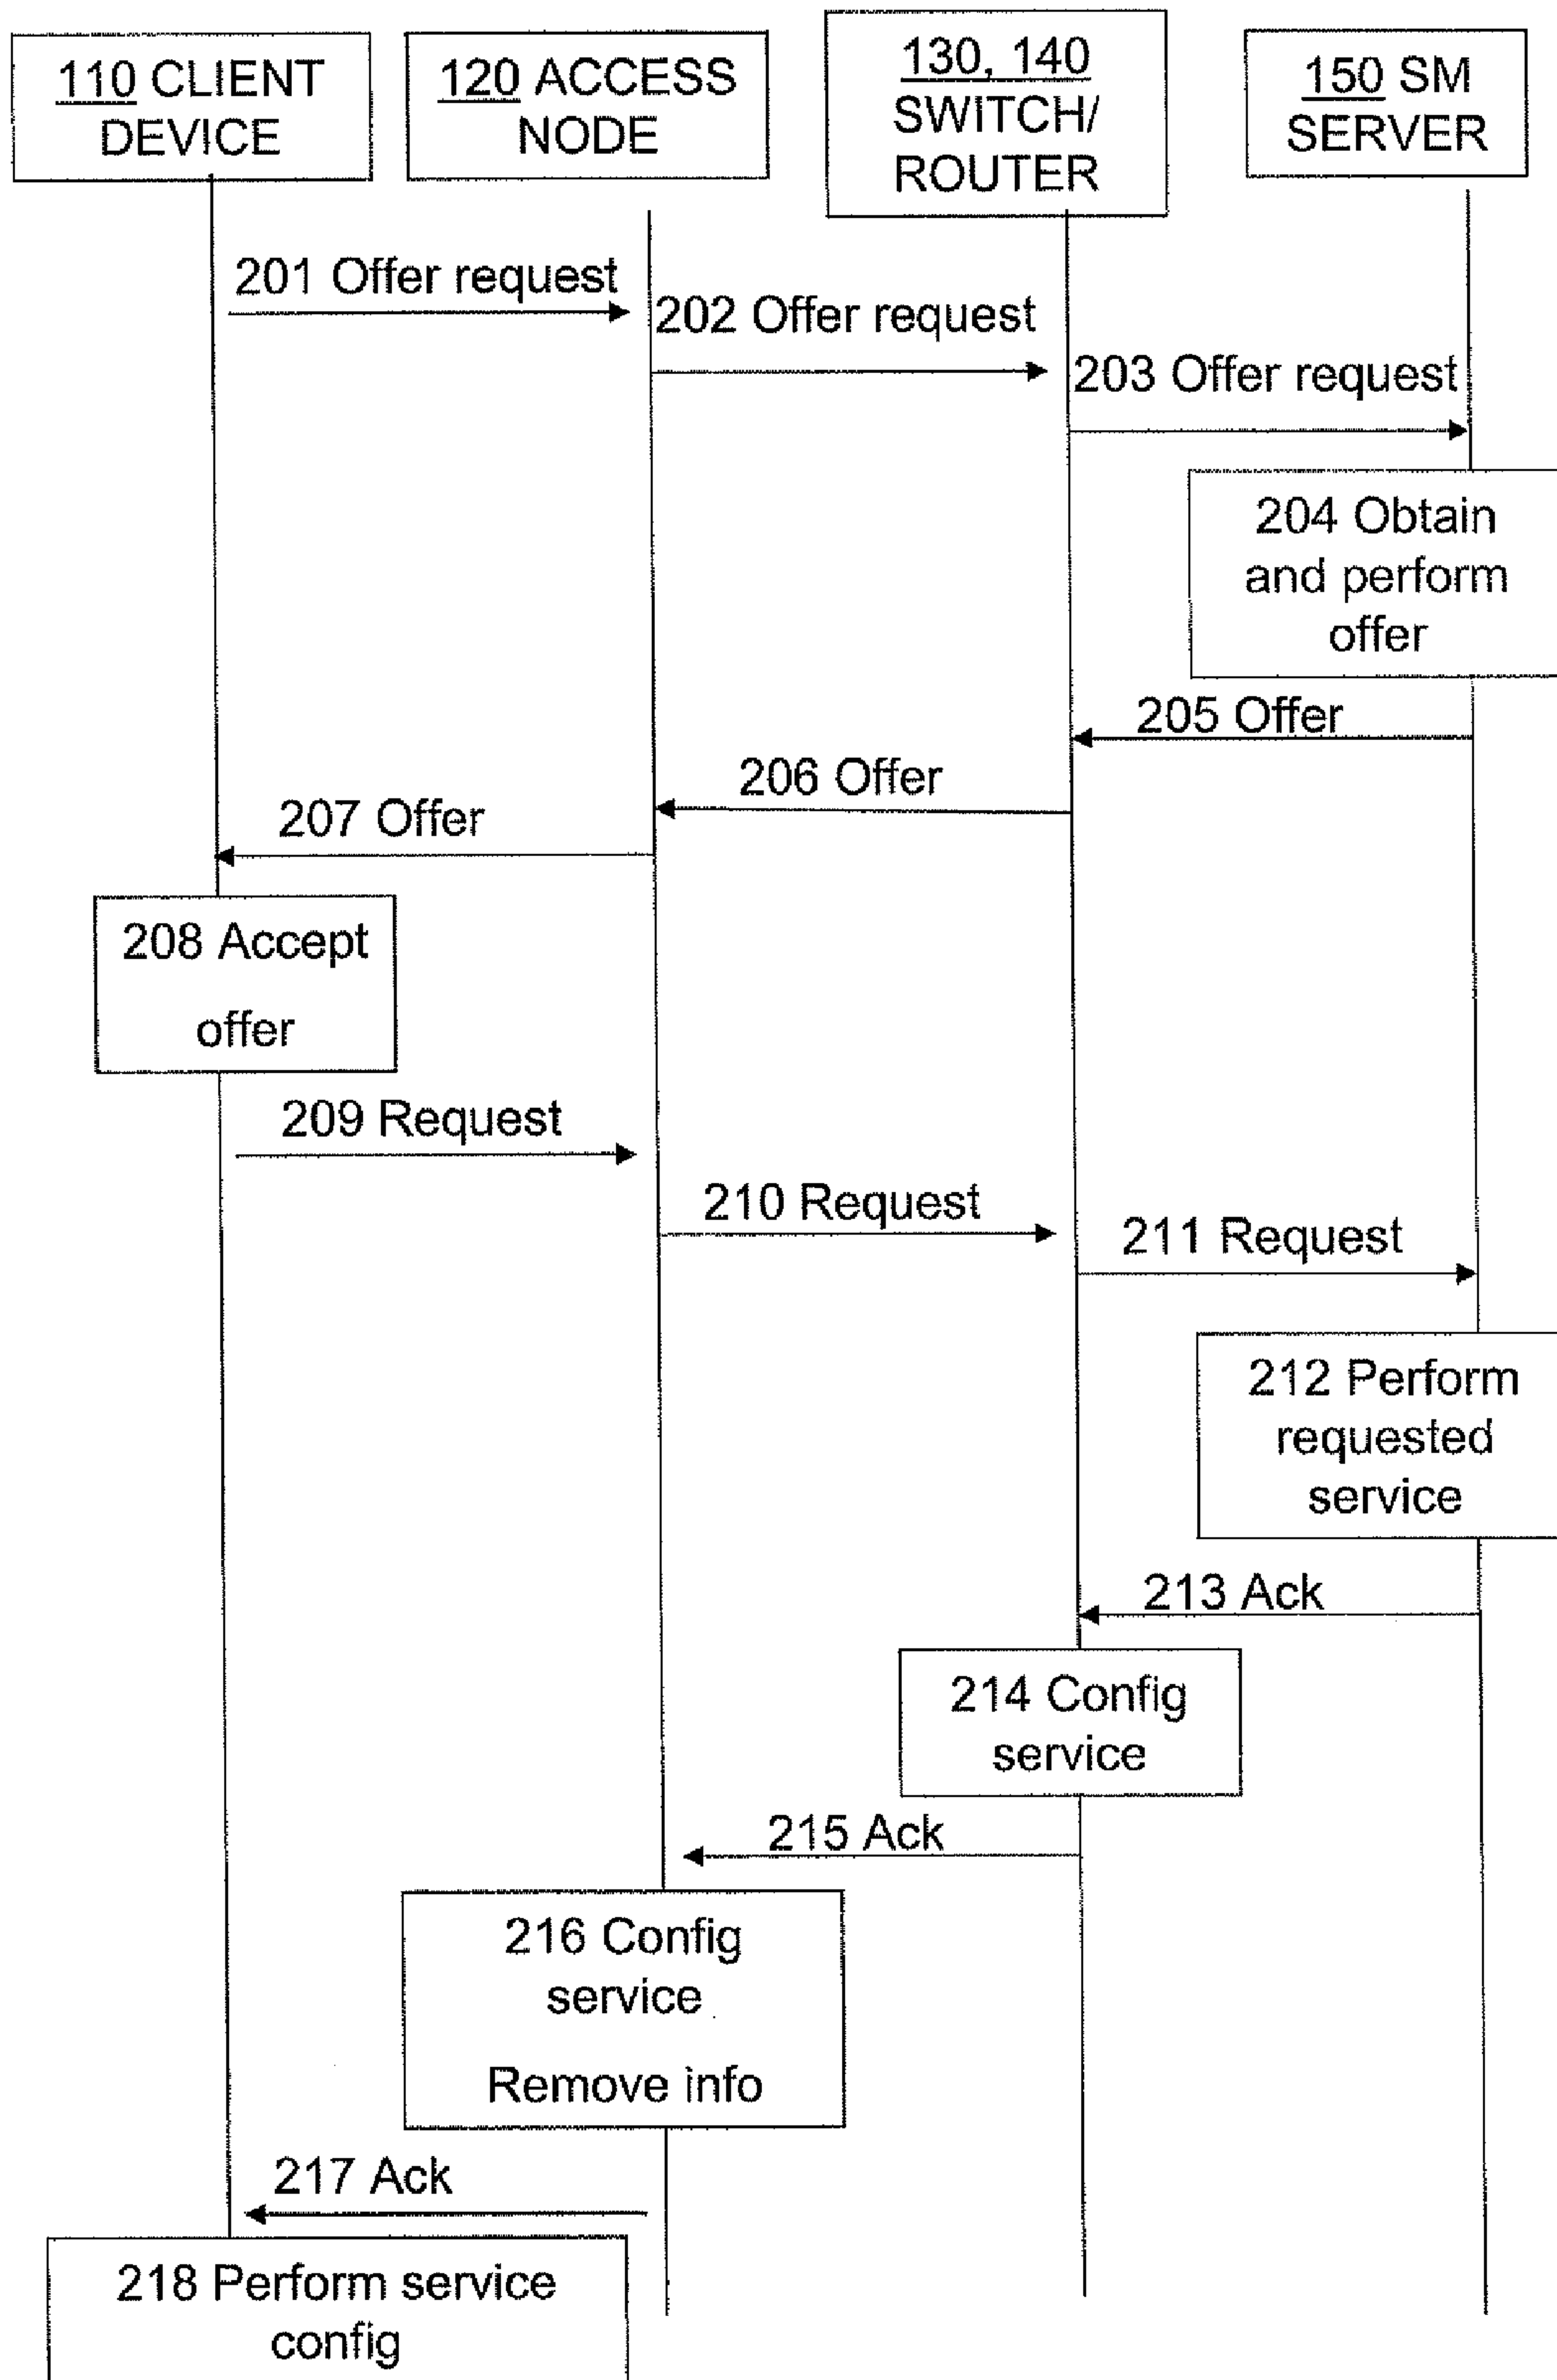 110 CLIENT
DEVICE
120 ACCESS
NODE
130, 140
SWITCH/
ROUTER
150 SM
SERVER
201 Offer request
202 Offer request
203 Offer request
204 Obtain
and perform
offer
205 Offer
206 Offer
207 Offer
208 Accept
offer
209 Request
210 Request
211 Request
212 Perform
requested
service
213 Ack
214 Config
service
215 Ack
216 Config
service
Remove info
217 Ack
218 Perform service
config